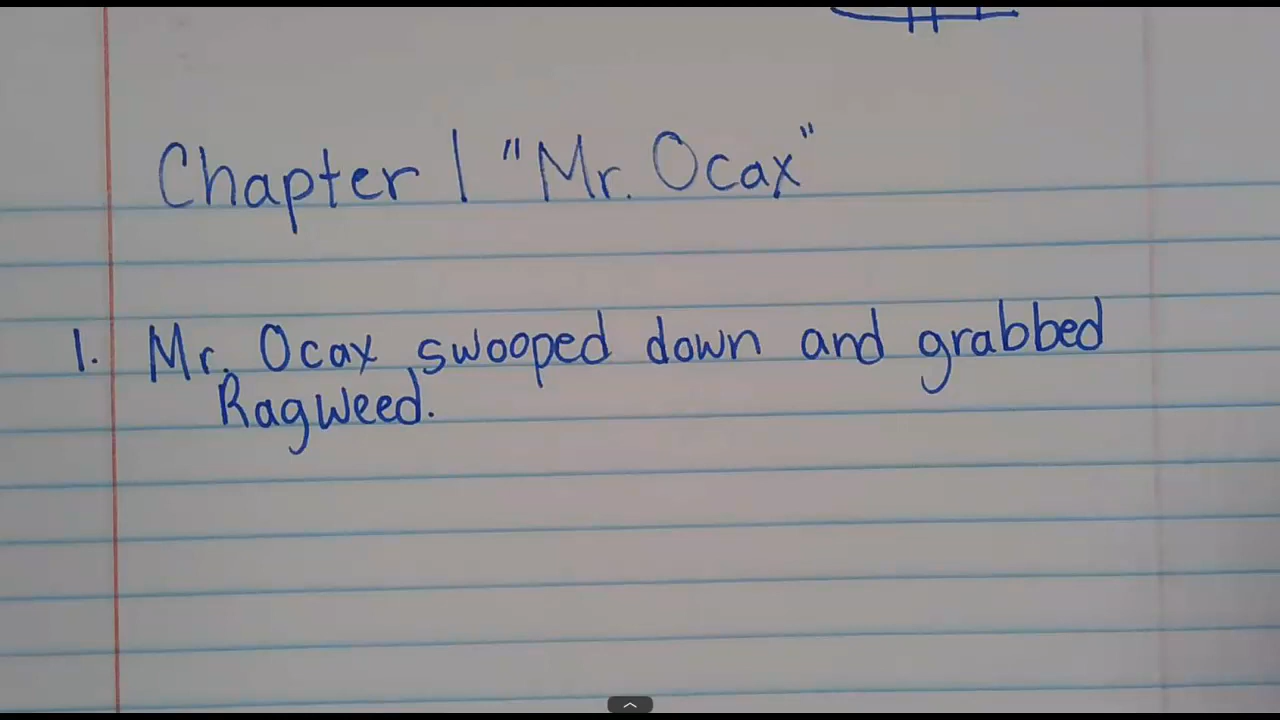 Chapter 1 "Mr. Ocax"
1. Mr. Ocax swooped down and grabbed
Ragweed.